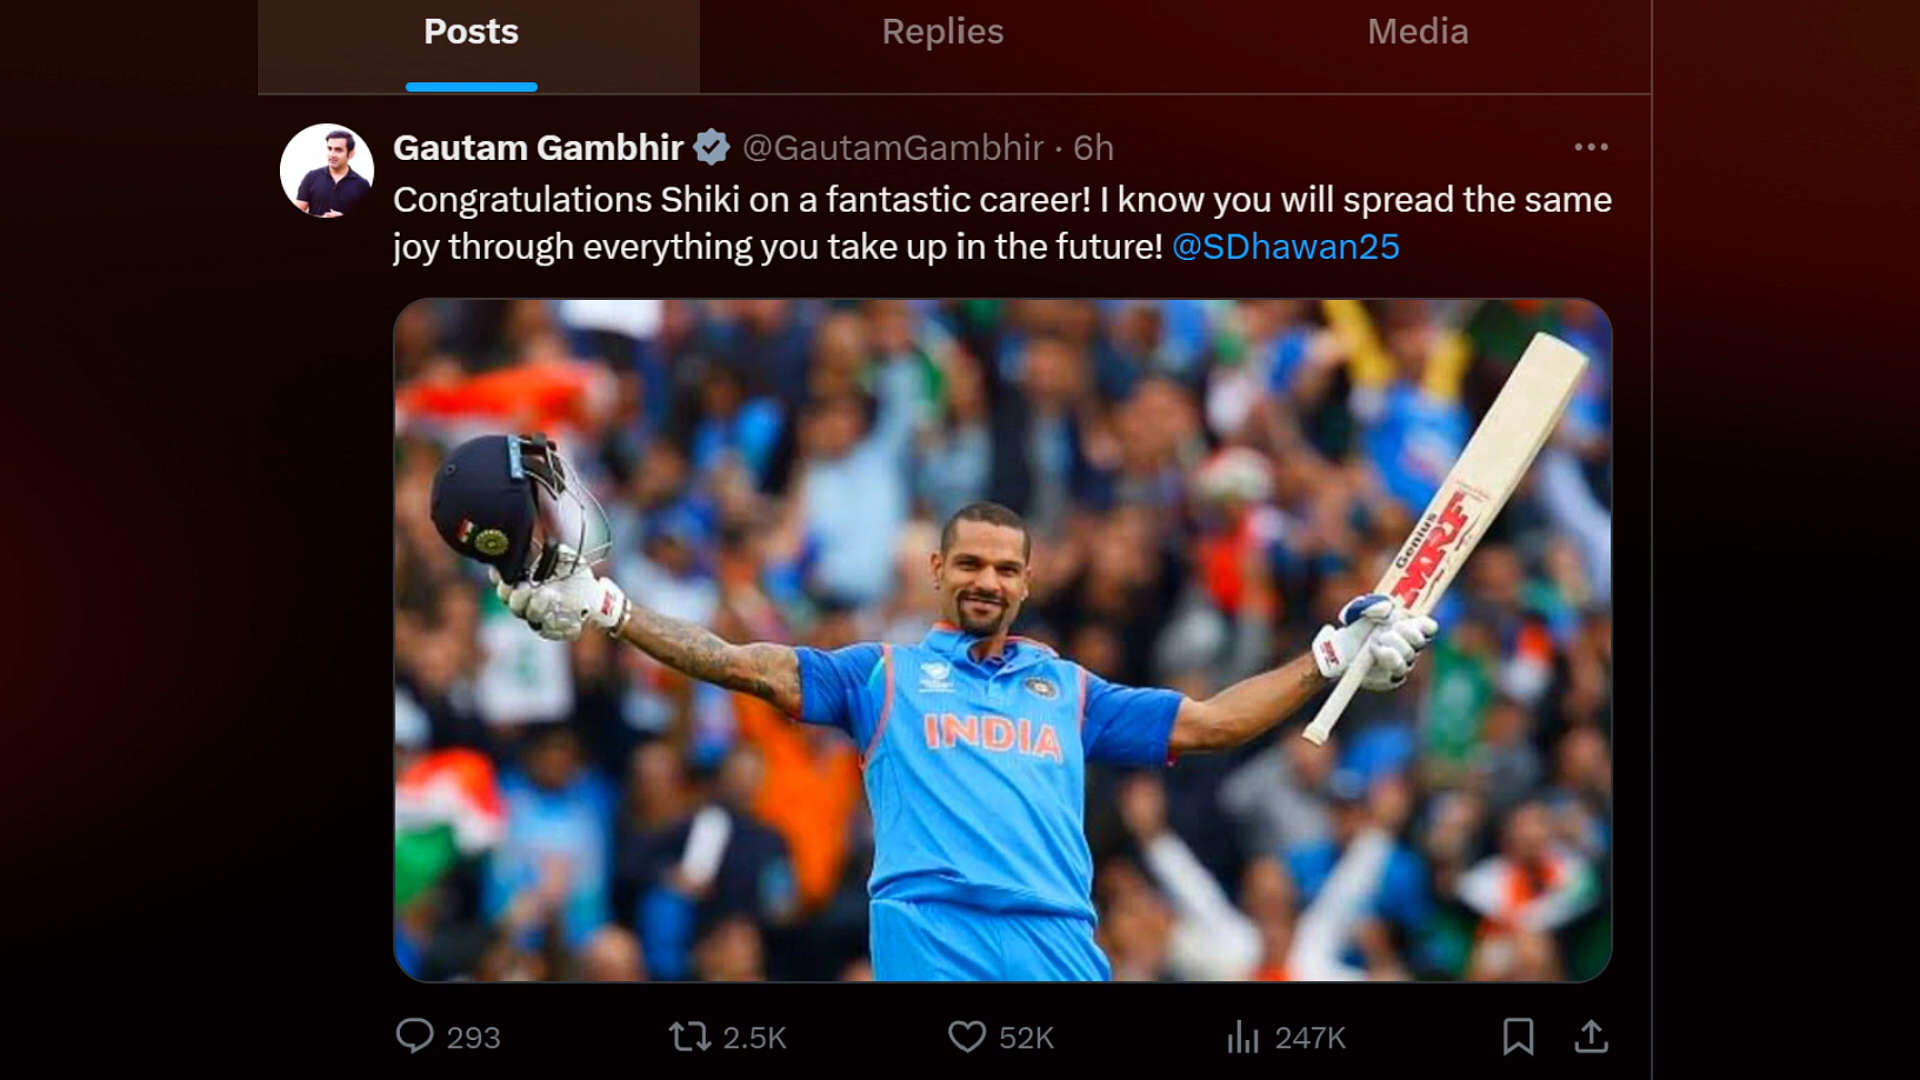 Posts Replies Media
Gautam Gambhir @GautamGambhir · 6h
Congratulations Shiki on a fantastic career! I know you will spread the same
joy through everything you take up in the future! @SDhawan25
Genius
MRF
INDIA
293 2.5K 52K 247K